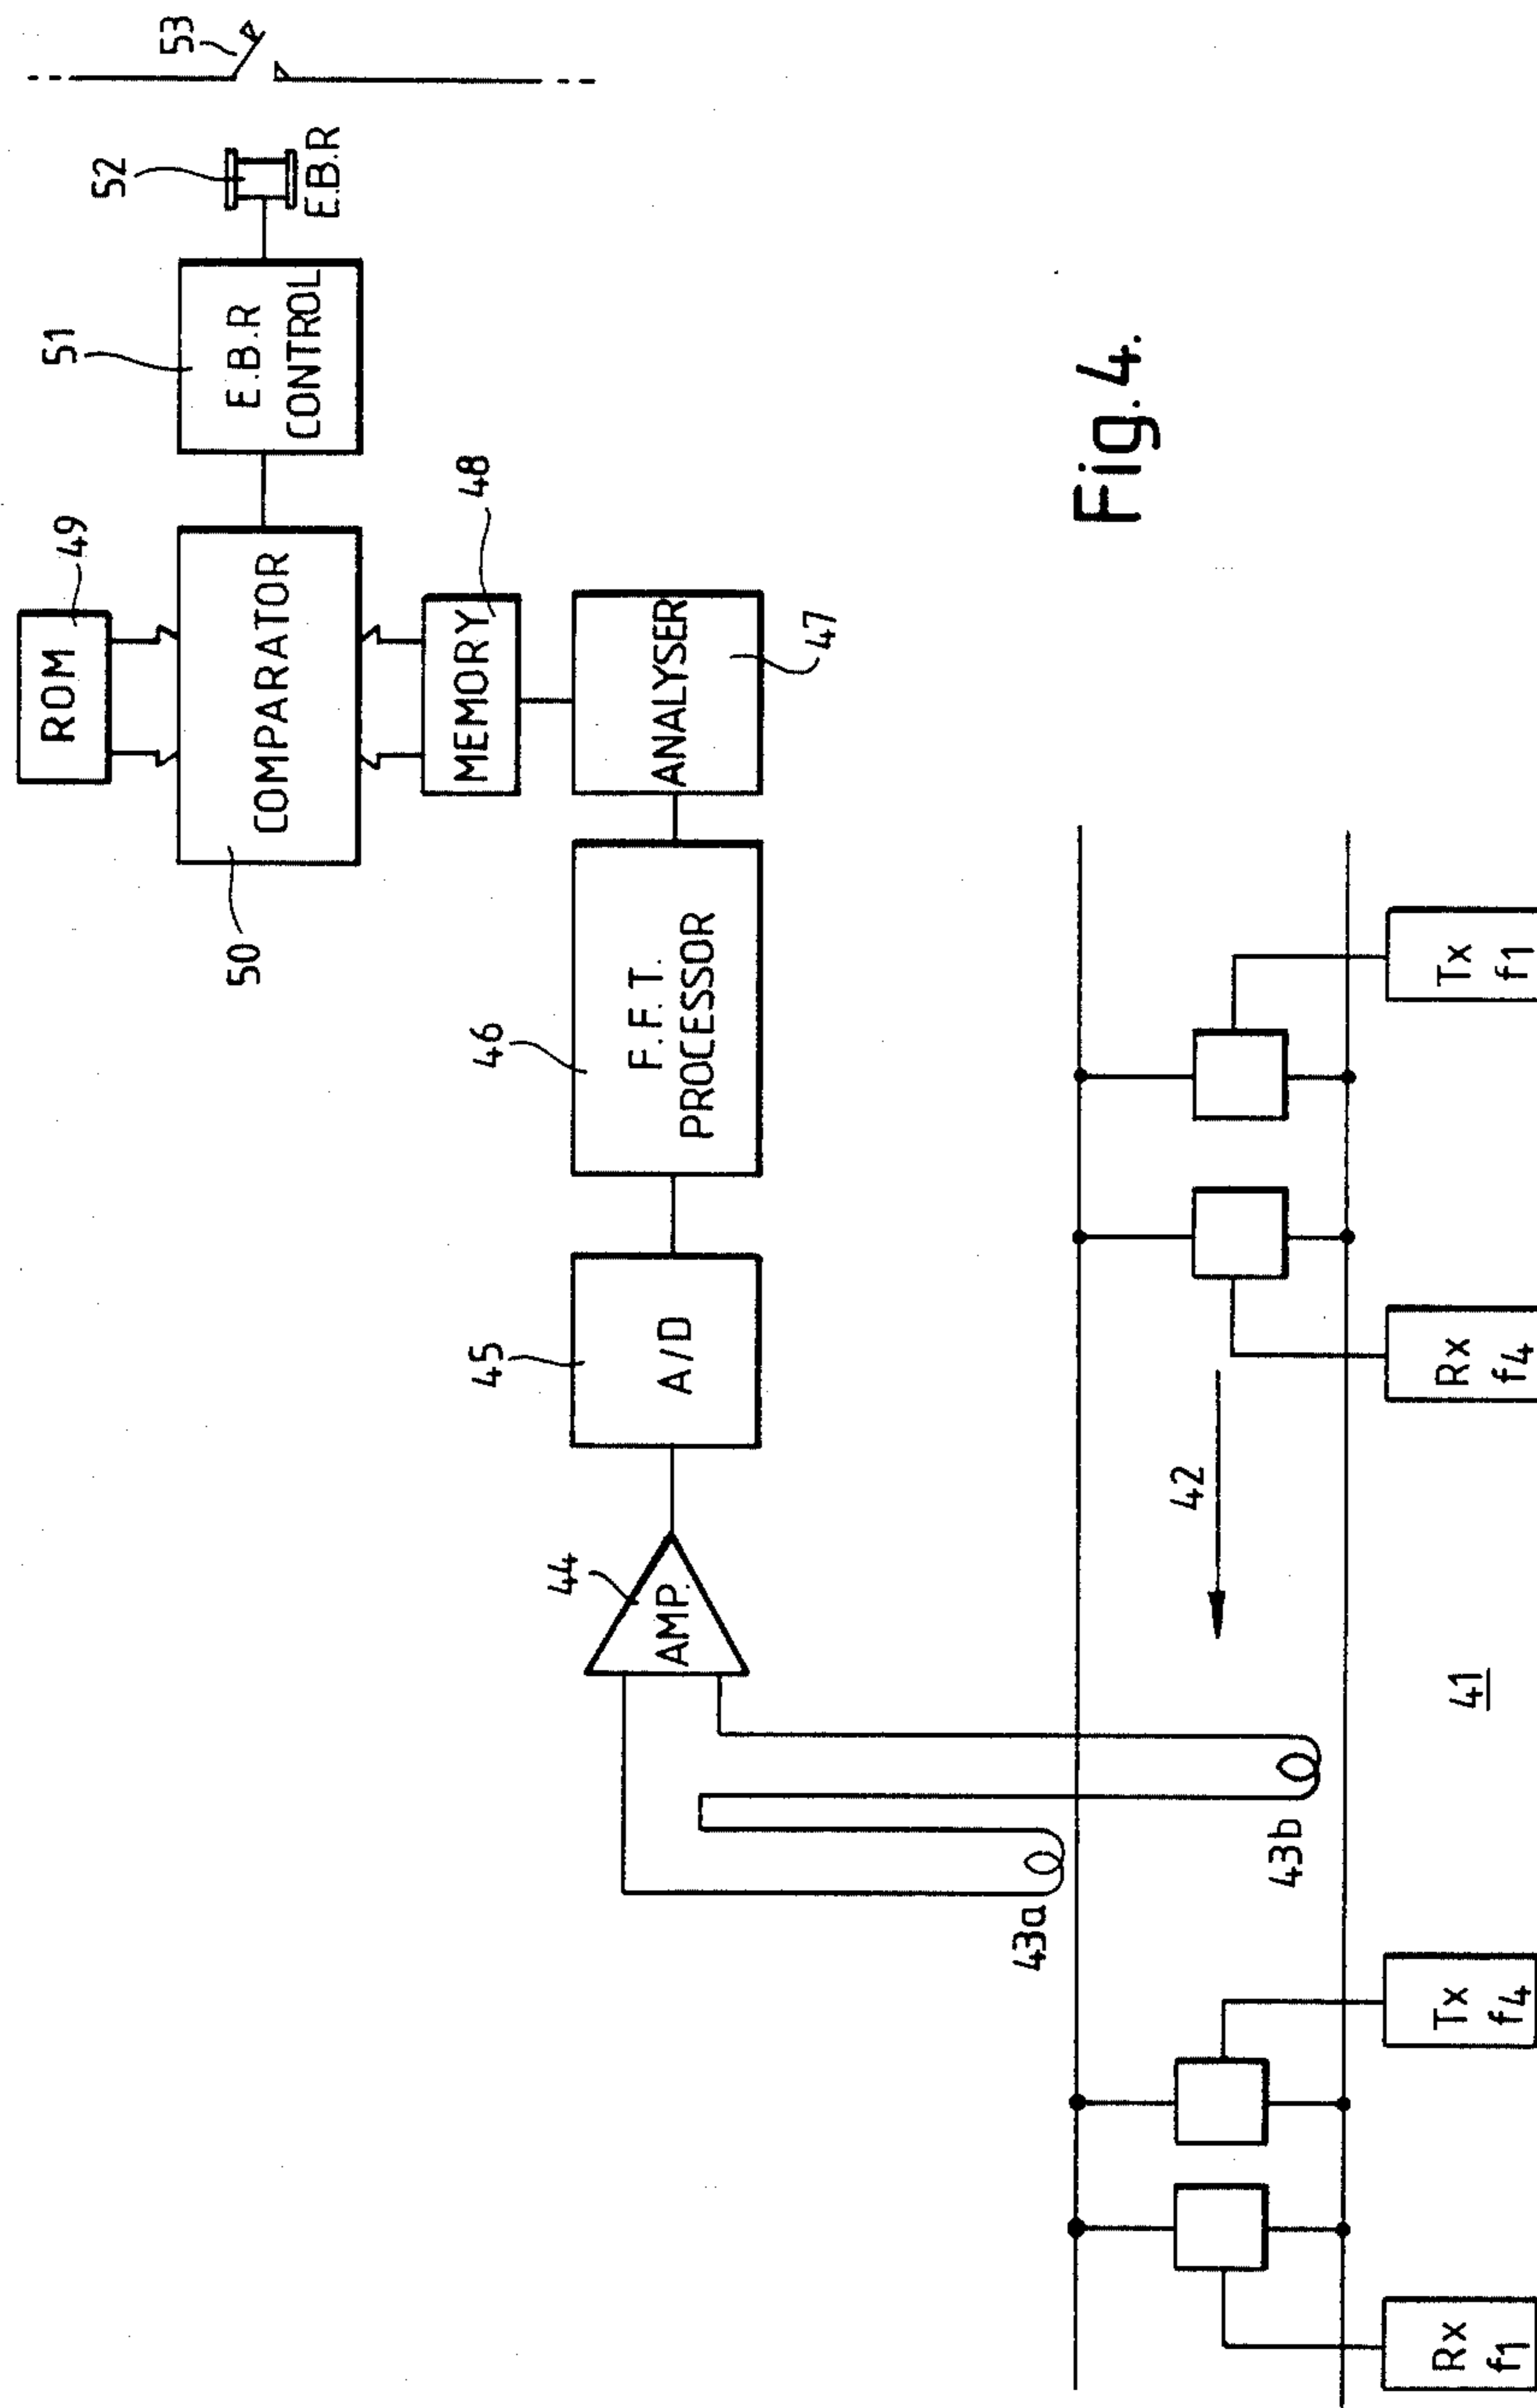 53
52
E.B.R
51
E.B.R
CONTROL
49
ROM
COMPARATOR
50
48
MEMORY
ANALYSER
47
46
F.F.T.
PROCESSOR
45
A/D
44
AMP.
43a
43b
42
41
Rx
f1
Tx
f4
Rx
f4
Tx
f1
Fig. 4.